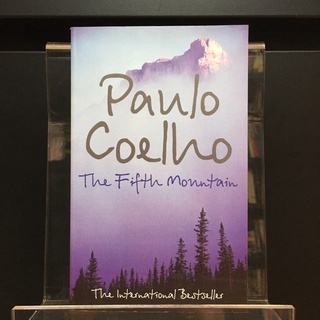 Paulo
Coelho
The Fifth Mountain
The International Bestseller